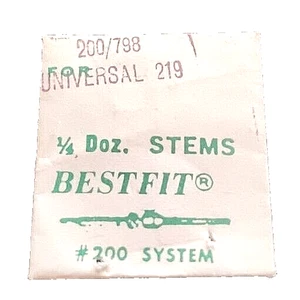 200/798
FOR
UNIVERSAL 219
¼ Doz. STEMS
BESTFIT®
#200 SYSTEM